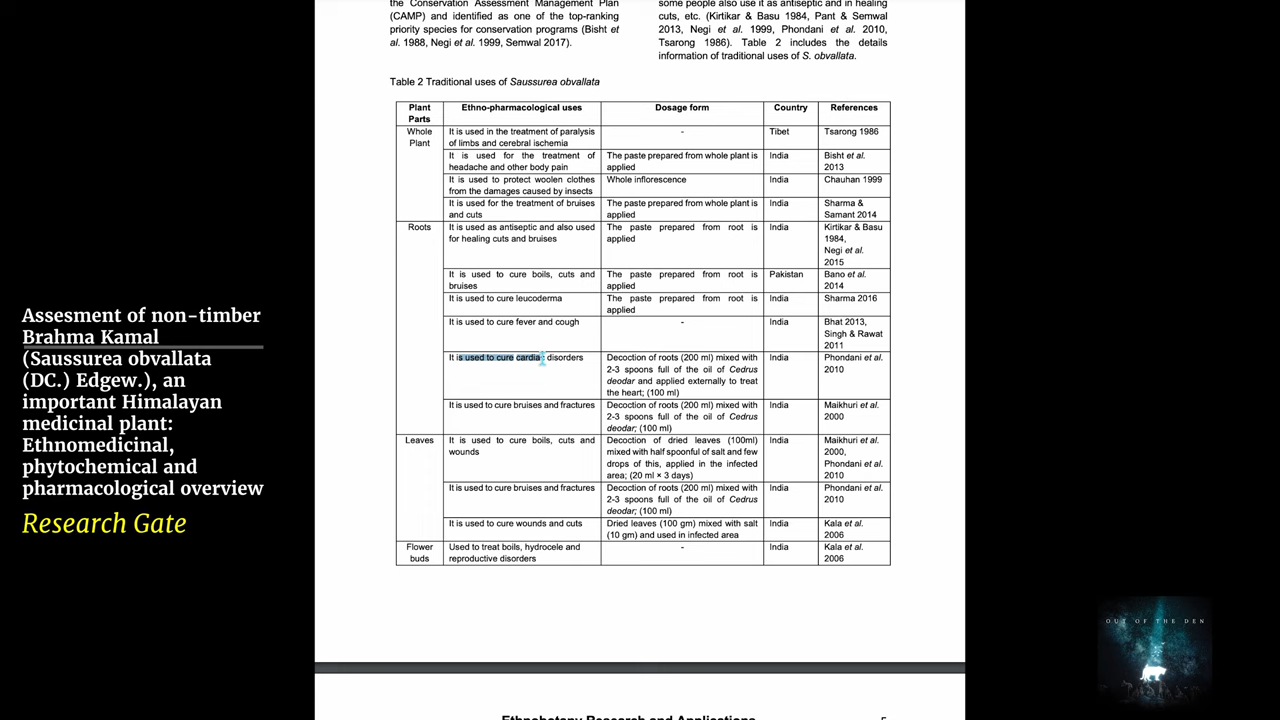 the Conservation Assessment Management Plan
(CAMP) and identified as one of the top-ranking
priority species for conservation programs (Bisht et
al. 1988, Negi et al. 1999, Semwal 2017).
some people also use it as antiseptic and in healing
cuts, etc. (Kirtikar & Basu 1984, Pant & Semwal
2013, Negi et al. 1999, Phondani et al. 2010,
Tsarong 1986). Table 2 includes the details
information of traditional uses of S. obvallata.
Table 2 Traditional uses of Saussurea obvallata
Plant Parts Ethno-pharmacological uses Dosage form Country References
Whole It is used in the treatment of paralysis - Tibet Tsarong 1986
Plant of limbs and cerebral ischemia
It is used for the treatment of The paste prepared from whole plant is India Bisht et al.
headache and other body pain applied 2013
It is used to protect woolen clothes Whole inflorescence India Chauhan 1999
from the damages caused by insects
It is used for the treatment of bruises The paste prepared from whole plant is India Sharma &
and cuts applied Samant 2014
Roots It is used as antiseptic and also used The paste prepared from root is India Kirtikar & Basu
for healing cuts and bruises applied 1984,
Negi et al.
2015
It is used to cure boils, cuts and The paste prepared from root is Pakistan Bano et al.
bruises applied 2014
It is used to cure leucoderma The paste prepared from root is India Sharma 2016
applied
It is used to cure fever and cough - India Bhat 2013,
Singh & Rawat
2011
It is used to cure cardiac disorders Decoction of roots (200 ml) mixed with India Phondani et al.
2-3 spoons full of the oil of Cedrus 2010
deodar and applied externally to treat
the heart; (100 ml)
It is used to cure bruises and fractures Decoction of roots (200 ml) mixed with India Maikhuri et al.
2-3 spoons full of the oil of Cedrus 2000
deodar; (100 ml)
Leaves It is used to cure boils, cuts and Decoction of dried leaves (100ml) India Maikhuri et al.
wounds mixed with half spoonful of salt and few 2000,
drops of this, applied in the infected Phondani et al.
area; (20 ml × 3 days) 2010
It is used to cure bruises and fractures Decoction of roots (200 ml) mixed with India Phondani et al.
2-3 spoons full of the oil of Cedrus 2010
deodar; (100 ml)
It is used to cure wounds and cuts Dried leaves (100 gm) mixed with salt India Kala et al.
(10 gm) and used in infected area 2006
Flower Used to treat boils, hydrocele and - India Kala et al.
buds reproductive disorders 2006
Ethnobotany Research and Applications 5
Assesment of non-timber
Brahma Kamal
(Saussurea obvallata
(DC.) Edgew.), an
important Himalayan
medicinal plant:
Ethnomedicinal,
phytochemical and
pharmacological overview
Research Gate
OUT OF THE DEN